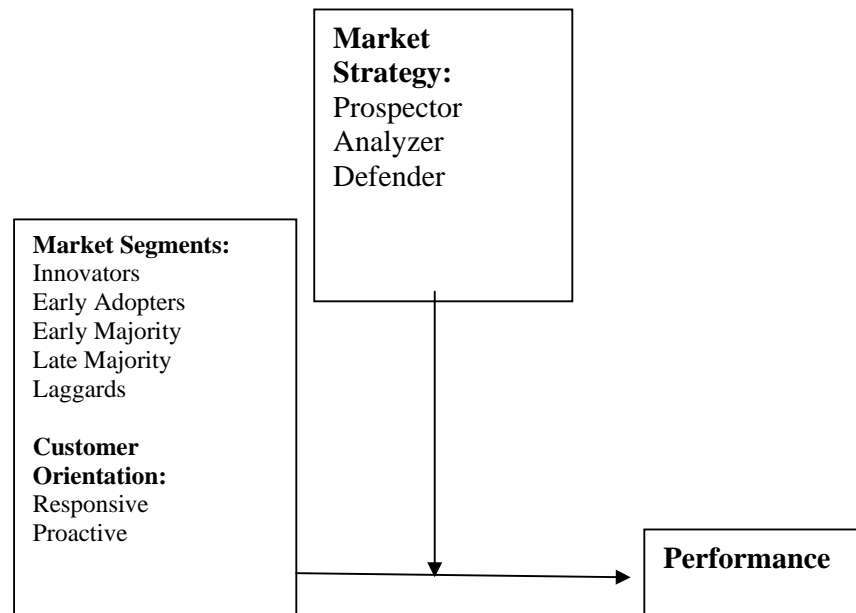 Market
Strategy:
Prospector
Analyzer
Defender
Market Segments:
Innovators
Early Adopters
Early Majority
Late Majority
Laggards
Customer
Orientation:
Responsive
Proactive
Performance